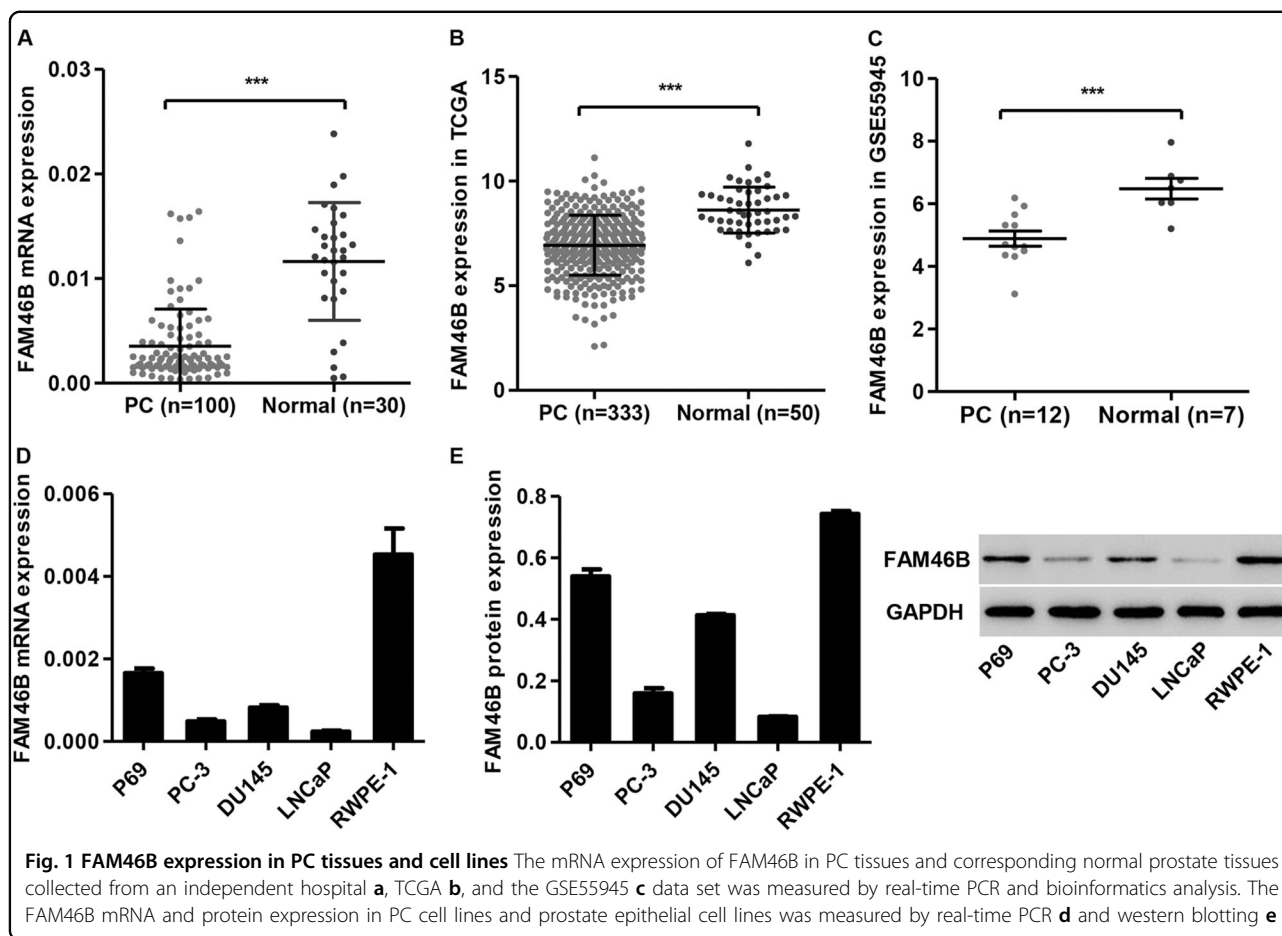 A
FAM46B mRNA expression
0.03
0.02
0.01
0.00
***
PC (n=100)
Normal (n=30)
B
FAM46B expression in TCGA
15
10
5
0
***
PC (n=333)
Normal (n=50)
C
FAM46B expression in GSE55945
10
8
6
4
2
0
***
PC (n=12)
Normal (n=7)
D
FAM46B mRNA expression
0.006
0.004
0.002
0.000
P69
PC-3
DU145
LNCaP
RWPE-1
E
FAM46B protein expression
0.8
0.6
0.4
0.2
0.0
P69
PC-3
DU145
LNCaP
RWPE-1
FAM46B
GAPDH
P69
PC-3
DU145
LNCaP
RWPE-1
Fig. 1 FAM46B expression in PC tissues and cell lines The mRNA expression of FAM46B in PC tissues and corresponding normal prostate tissues
collected from an independent hospital a, TCGA b, and the GSE55945 c data set was measured by real-time PCR and bioinformatics analysis. The
FAM46B mRNA and protein expression in PC cell lines and prostate epithelial cell lines was measured by real-time PCR d and western blotting e